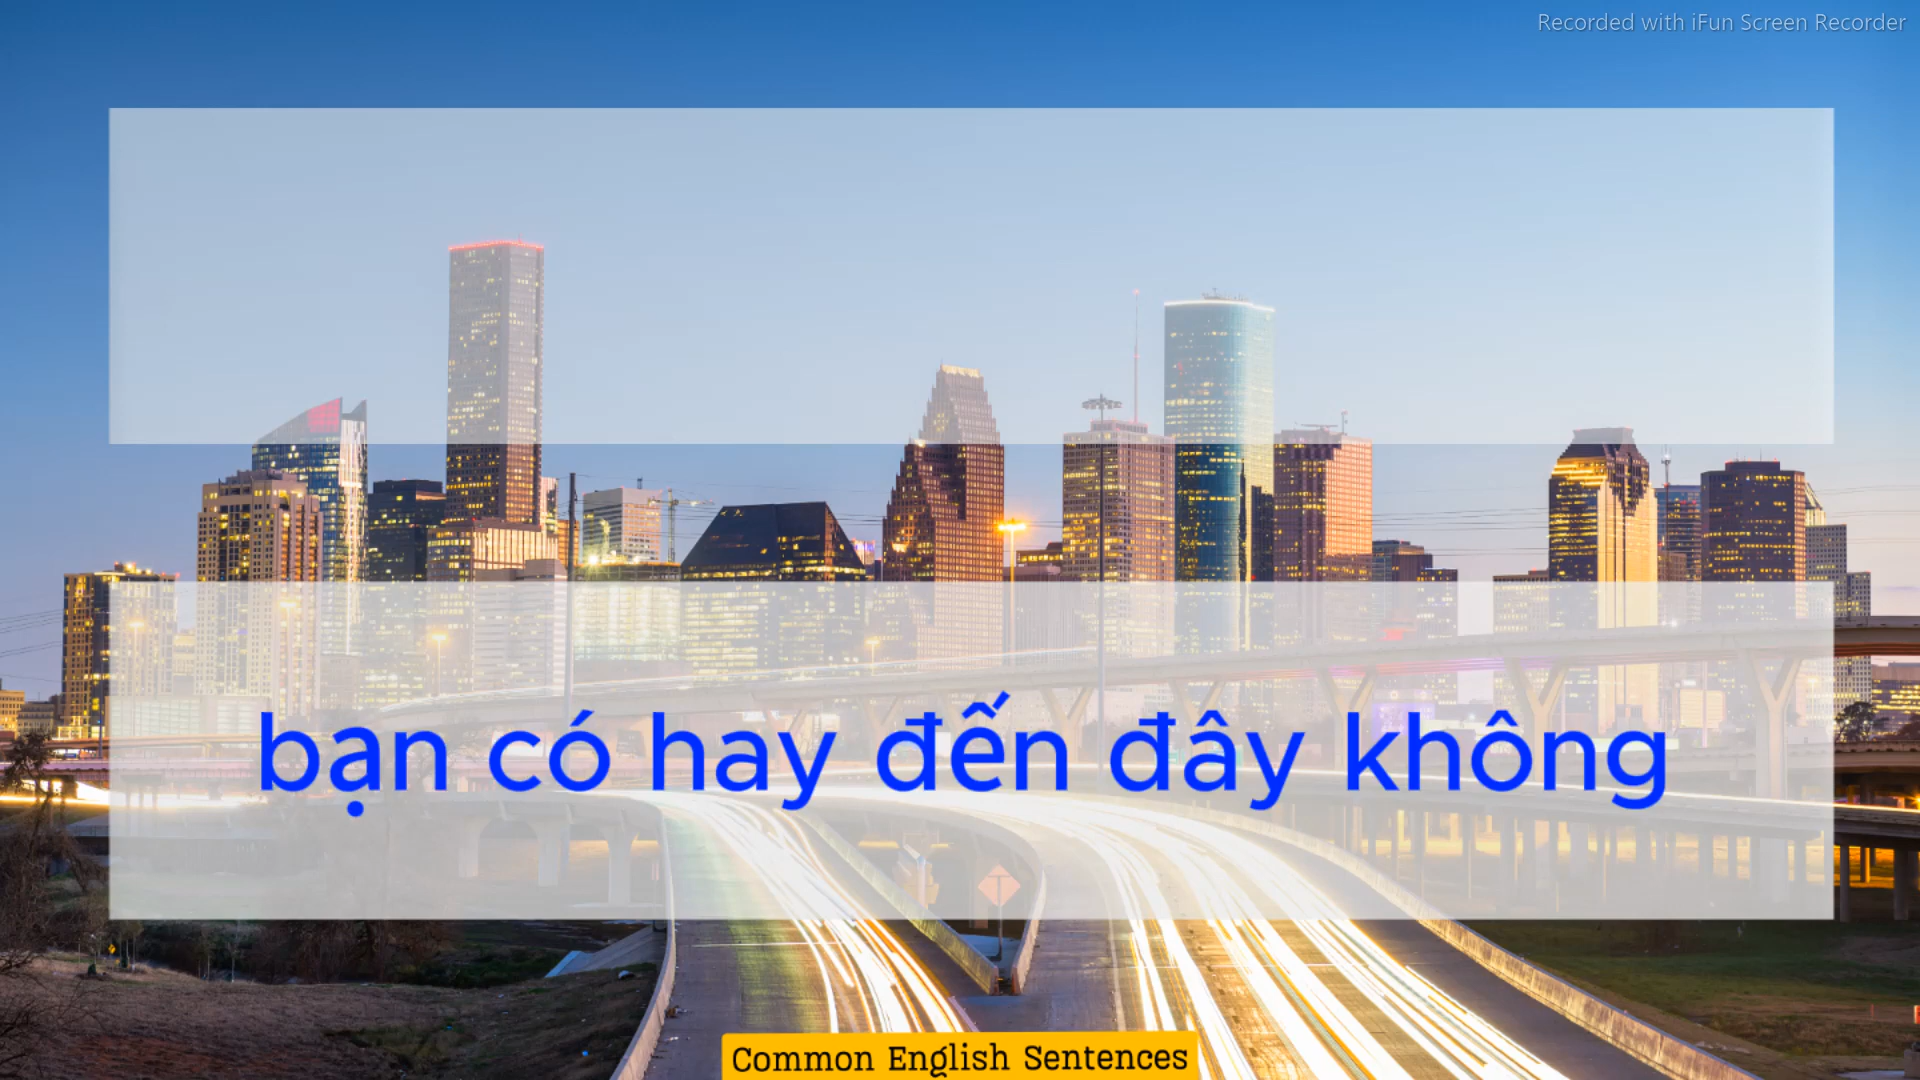 Recorded with iFun Screen Recorder
bạn có hay đến đây không
Common English Sentences